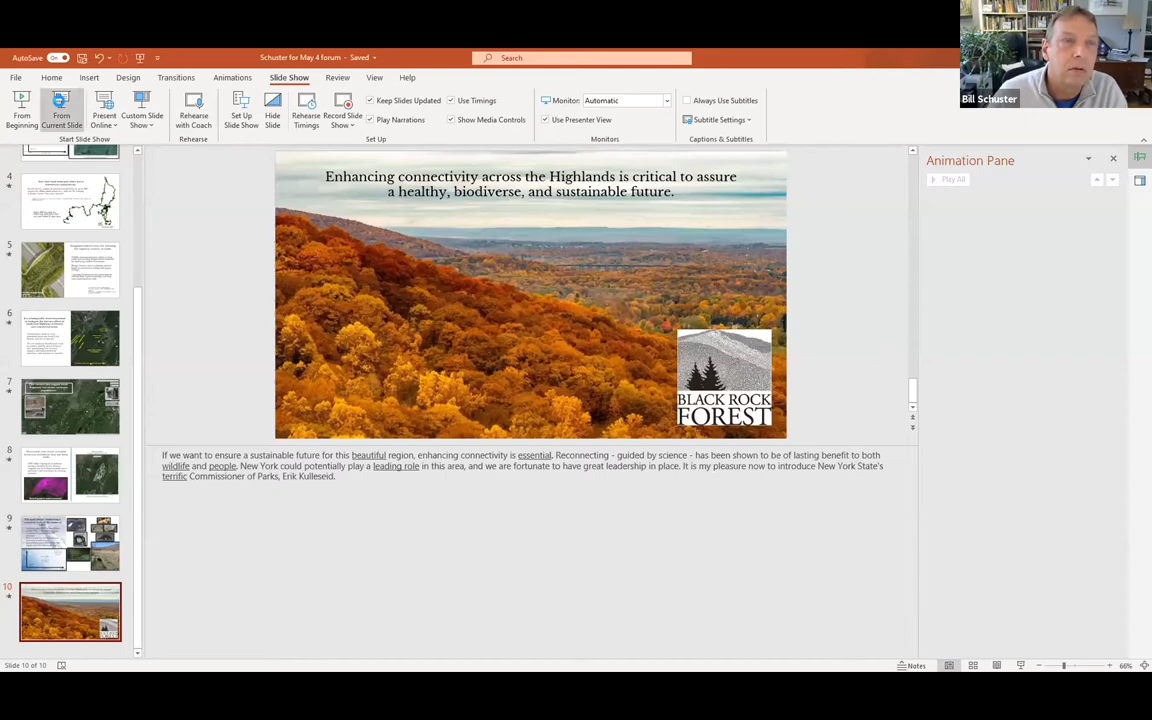 AutoSave
On
Schuster for May 4 forum - Saved
Search
File
Home
Insert
Design
Transitions
Animations
Slide Show
Review
View
Help
From
Beginning
From
Current Slide
Present
Online
Custom Slide
Show
Start Slide Show
Rehearse
with Coach
Rehearse
Set Up
Slide Show
Hide
Slide
Rehearse
Timings
Record Slide
Show
Keep Slides Updated
Play Narrations
Use Timings
Show Media Controls
Set Up
Monitor:
Automatic
Use Presenter View
Monitors
Always Use Subtitles
Subtitle Settings
Captions & Subtitles
Bill Schuster
4
5
6
7
8
9
10
Enhancing connectivity across the Highlands is critical to assure
a healthy, biodiverse, and sustainable future.
BLACK ROCK
FOREST
If we want to ensure a sustainable future for this beautiful region, enhancing connectivity is essential. Reconnecting - guided by science - has been shown to be of lasting benefit to both
wildlife and people. New York could potentially play a leading role in this area, and we are fortunate to have great leadership in place. It is my pleasure now to introduce New York State's
terrific Commissioner of Parks, Erik Kulleseid.
Animation Pane
Play All
Slide 10 of 10
Notes
66%